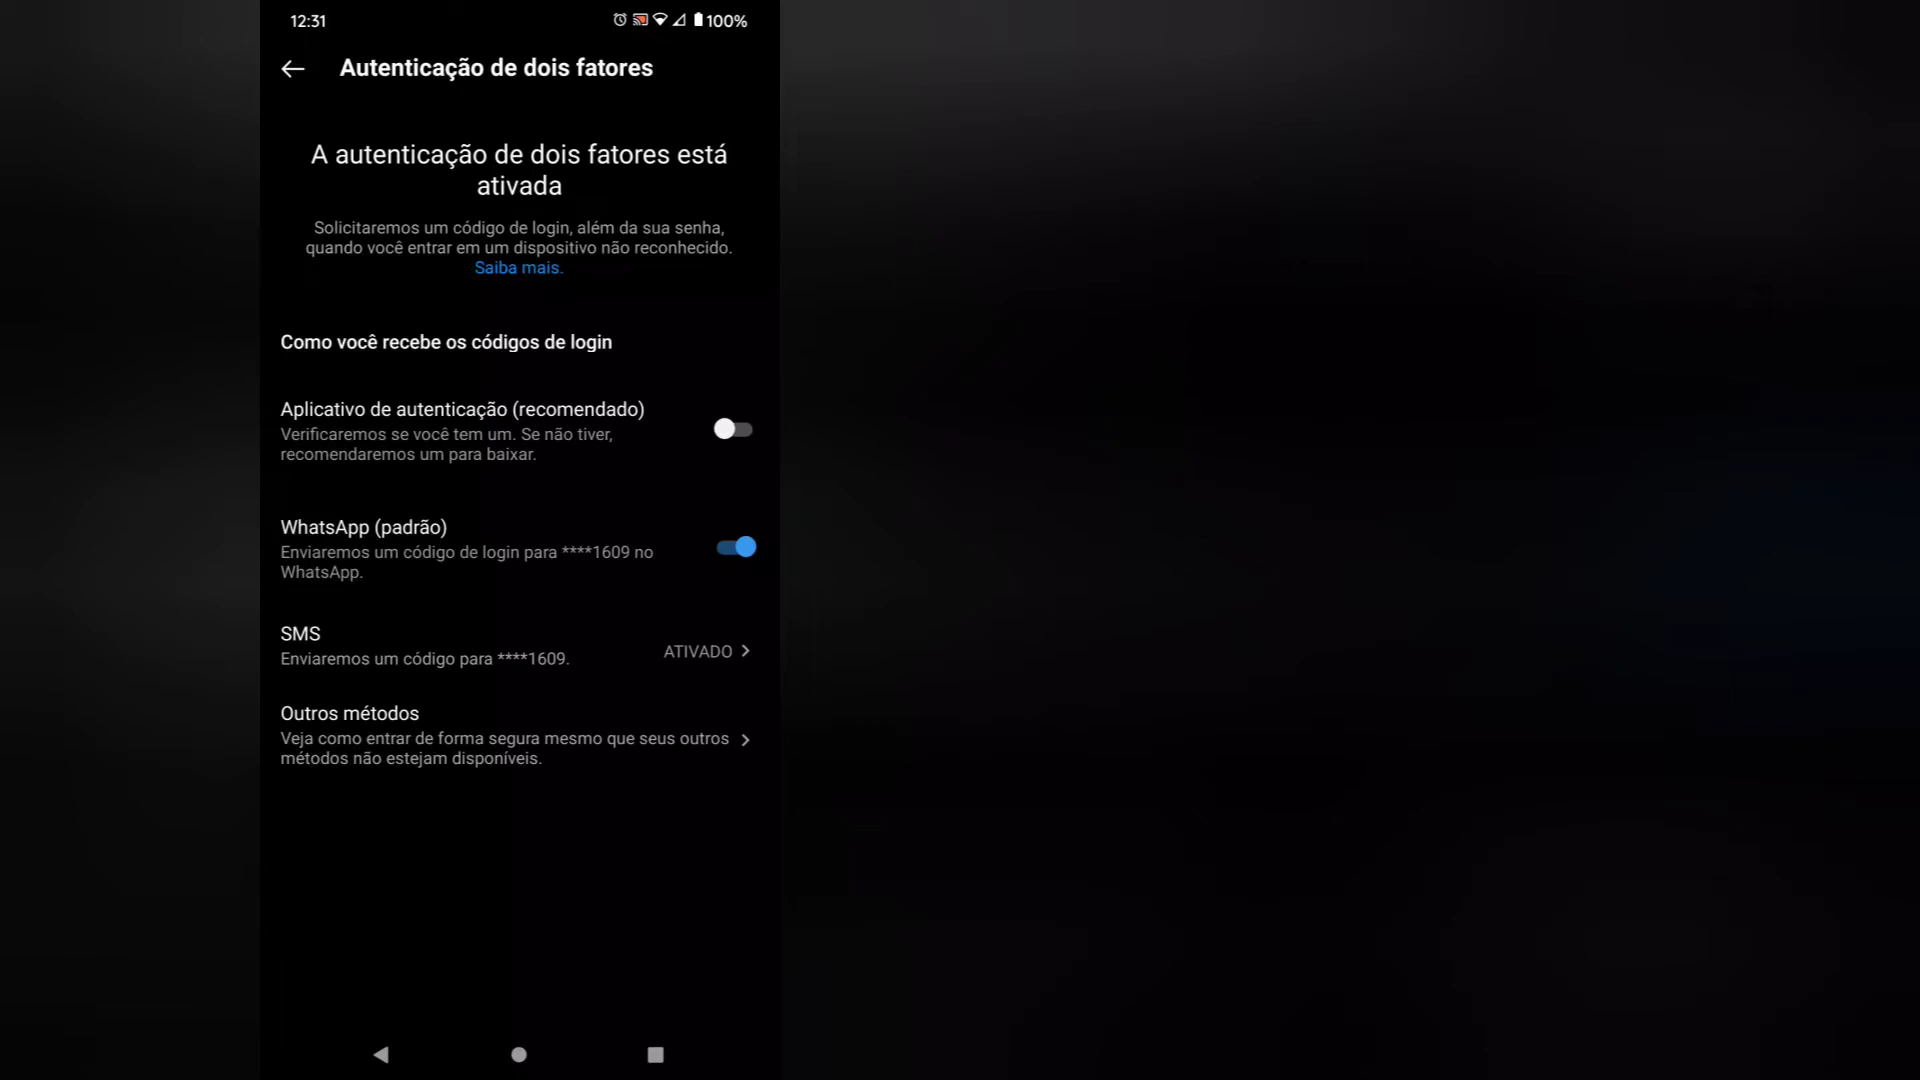 12:31
100%
Autenticação de dois fatores
A autenticação de dois fatores está
ativada
Solicitaremos um código de login, além da sua senha,
quando você entrar em um dispositivo não reconhecido.
Saiba mais.
Como você recebe os códigos de login
Aplicativo de autenticação (recomendado)
Verificaremos se você tem um. Se não tiver,
recomendaremos um para baixar.
WhatsApp (padrão)
Enviaremos um código de login para ****1609 no
WhatsApp.
SMS
Enviaremos um código para ****1609.
ATIVADO
Outros métodos
Veja como entrar de forma segura mesmo que seus outros
métodos não estejam disponíveis.